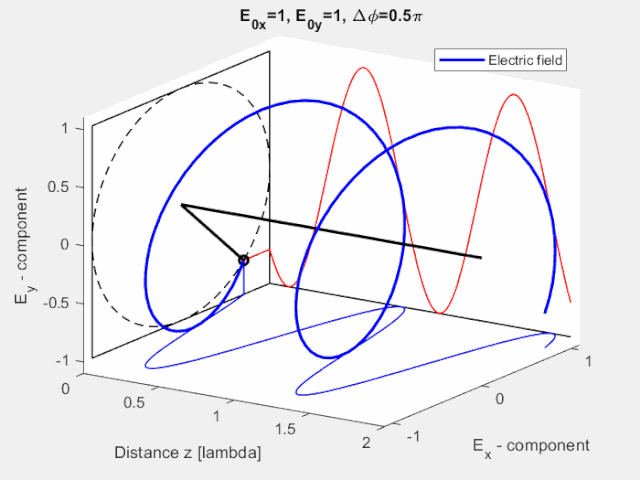 E0x=1, E0y=1, Δϕ=0.5π
Electric field
1
0.5
0
-0.5
-1
Ey - component
0
0.5
1
1.5
2
Distance z [lambda]
-1
0
1
Ex - component